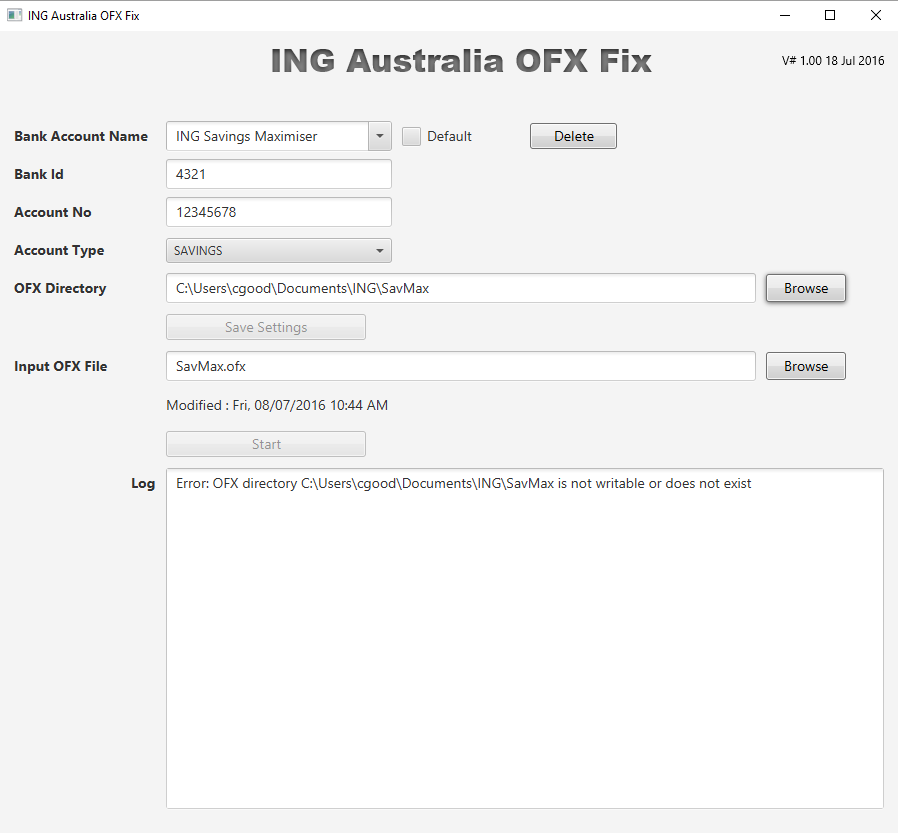 ING Australia OFX Fix
ING Australia OFX Fix
V# 1.00 18 Jul 2016
Bank Account Name ING Savings Maximiser Default Delete
Bank Id 4321
Account No 12345678
Account Type SAVINGS
OFX Directory C:\Users\cgood\Documents\ING\SavMax Browse
Save Settings
Input OFX File SavMax.ofx Browse
Modified : Fri, 08/07/2016 10:44 AM
Start
Log Error: OFX directory C:\Users\cgood\Documents\ING\SavMax is not writable or does not exist